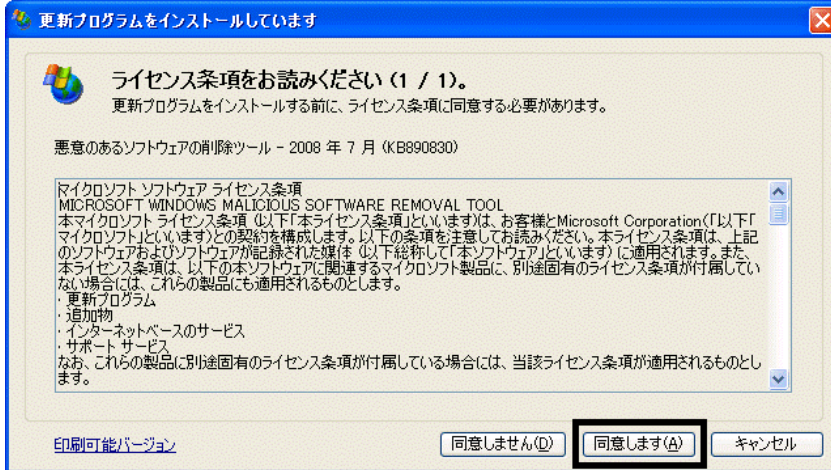 更新プログラムをインストールしています
ライセンス条項をお読みください (1 / 1)。
更新プログラムをインストールする前に、ライセンス条項に同意する必要があります。
悪意のあるソフトウェアの削除ツール - 2008 年 7 月 (KB890830)
マイクロソフト ソフトウェア ライセンス条項
MICROSOFT WINDOWS MALICIOUS SOFTWARE REMOVAL TOOL
本マイクロソフト ライセンス条項 (以下「本ライセンス条項」といいます)は、お客様とMicrosoft Corporation(「以下「
マイクロソフト」といいます)との契約を構成します。以下の条項を注意してお読みください。本ライセンス条項は、上記
のソフトウェアおよびソフトウェアが記録された媒体 (以下総称して「本ソフトウェア」といいます) に適用されます。また、
本ライセンス条項は、以下の本ソフトウェアに関連するマイクロソフト製品に、別途固有のライセンス条項が付属してい
ない場合には、これらの製品にも適用されるものとします。
・更新プログラム
・追加物
・インターネットベースのサービス
・サポート サービス
なお、これらの製品に別途固有のライセンス条項が付属している場合には、当該ライセンス条項が適用されるものとし
ます。
印刷可能バージョン
同意しません(D)
同意します(A)
キャンセル